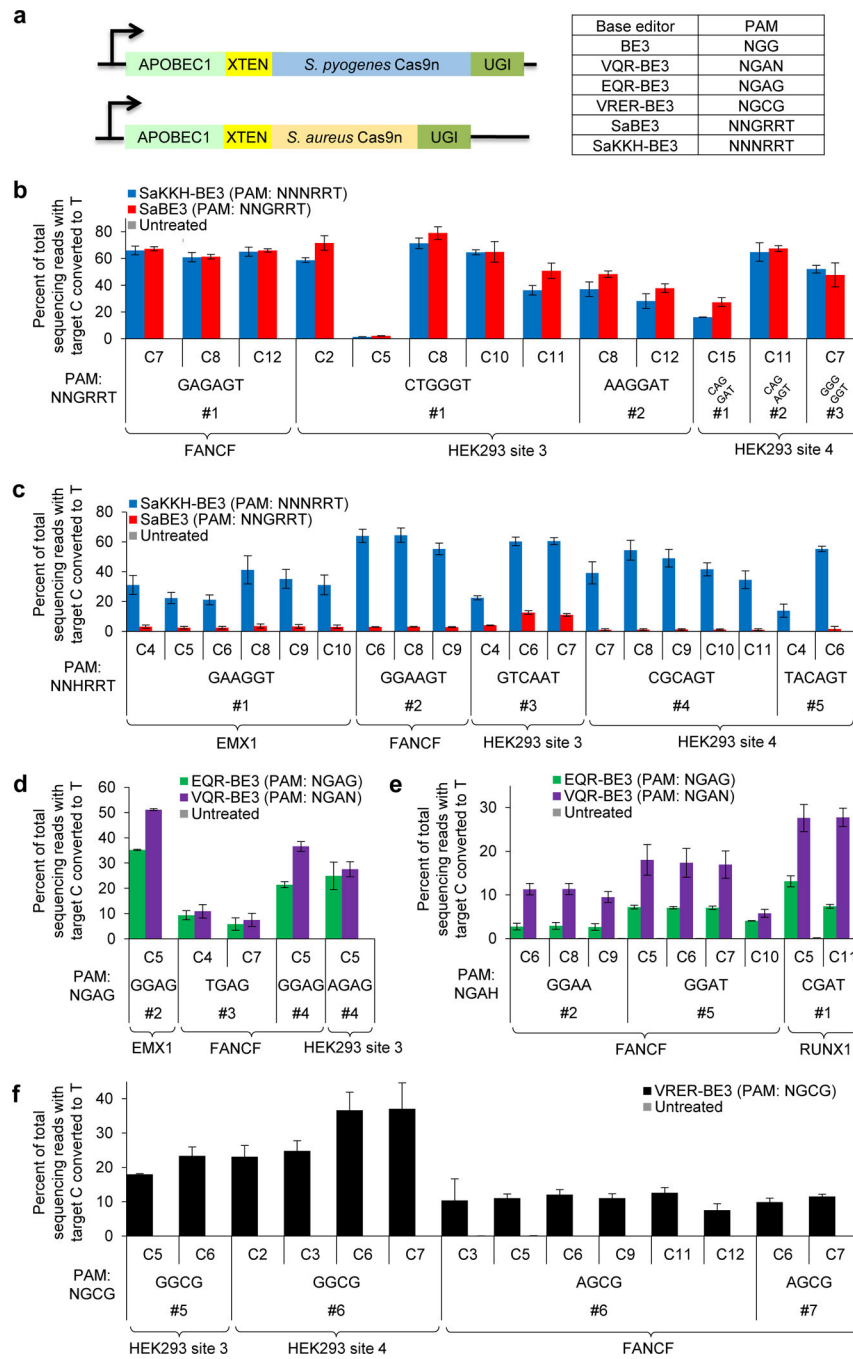 a
APOBEC1 XTEN S. pyogenes Cas9n UGI
APOBEC1 XTEN S. aureus Cas9n UGI
Base editor PAM
BE3 NGG
VQR-BE3 NGAN
EQR-BE3 NGAG
VRER-BE3 NGCG
SaBE3 NNGRRT
SaKKH-BE3 NNNRRT
b
SaKKH-BE3 (PAM: NNNRRT)
SaBE3 (PAM: NNGRRT)
Untreated
Percent of total
sequencing reads with
target C converted to T
80
60
40
20
0
C7 C8 C12 C2 C5 C8 C10 C11 C8 C12 C15 C11 C7
PAM:
NNGRRT
GAGAGT CTGGGT AAGGAT CAG GAT CAG AGT GGG GGT
#1 #1 #2 #1 #2 #3
FANCF HEK293 site 3 HEK293 site 4
c
SaKKH-BE3 (PAM: NNNRRT)
SaBE3 (PAM: NNGRRT)
Untreated
Percent of total
sequencing reads with
target C converted to T
80
60
40
20
0
C4 C5 C6 C8 C9 C10 C6 C8 C9 C4 C6 C7 C7 C8 C9 C10 C11 C4 C6
PAM:
NNHRRT
GAAGGT GGAAGT GTCAAT CGCAGT TACAGT
#1 #2 #3 #4 #5
EMX1 FANCF HEK293 site 3 HEK293 site 4
d
EQR-BE3 (PAM: NGAG)
VQR-BE3 (PAM: NGAN)
Untreated
Percent of total
sequencing reads with
target C converted to T
60
50
40
30
20
10
0
C5 C4 C7 C5 C5
PAM:
NGAG
GGAG TGAG GGAG AGAG
#2 #3 #4 #4
EMX1 FANCF HEK293 site 3
e
EQR-BE3 (PAM: NGAG)
VQR-BE3 (PAM: NGAN)
Untreated
Percent of total
sequencing reads with
target C converted to T
30
20
10
0
C6 C8 C9 C5 C6 C7 C10 C5 C11
PAM:
NGAH
GGAA GGAT CGAT
#2 #5 #1
FANCF RUNX1
f
VRER-BE3 (PAM: NGCG)
Untreated
Percent of total
sequencing reads with
target C converted to T
40
30
20
10
0
C5 C6 C2 C3 C6 C7 C3 C5 C6 C9 C11 C12 C6 C7
PAM:
NGCG
GGCG GGCG AGCG AGCG
#5 #6 #6 #7
HEK293 site 3 HEK293 site 4 FANCF